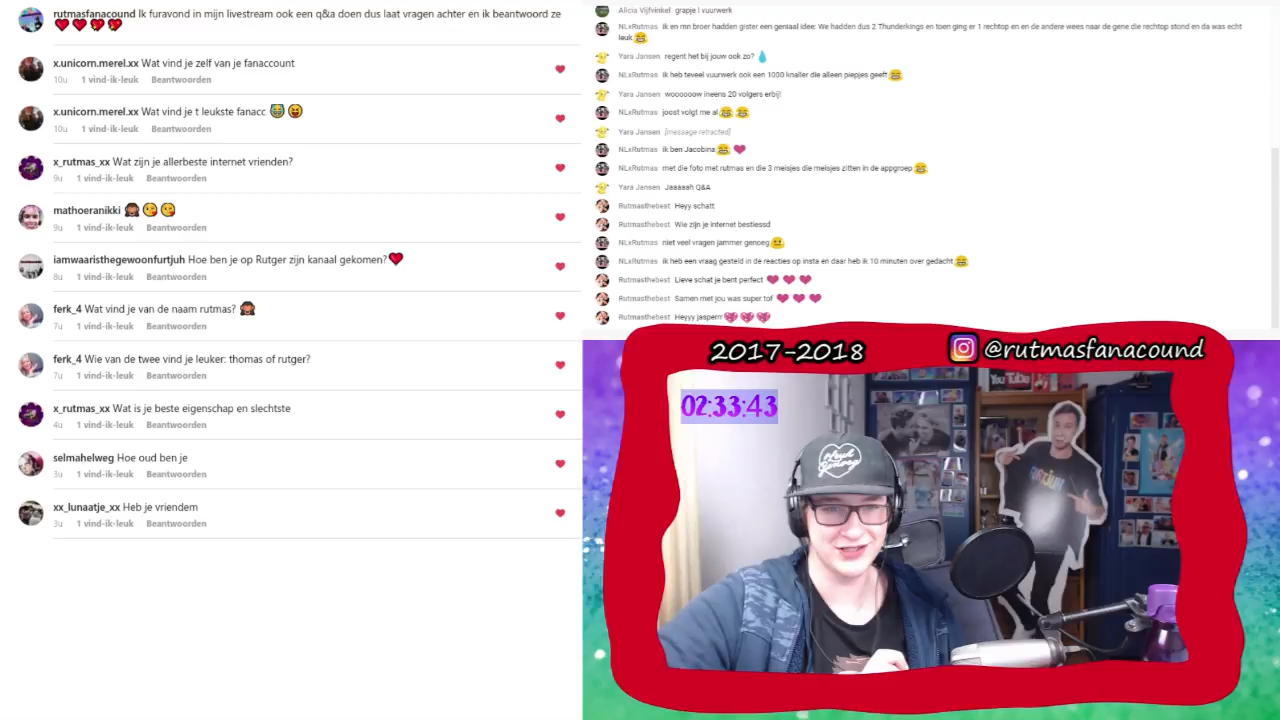 rutmasfanacound Ik furavond in mijn livestream ook een q&a doen dus laat vragen achter en ik beantwoord ze
x.unicorn.merel.xx Wat vind je zelf van je fanaccount
10u 1 vind-ik-leuk Beantwoorden
x.unicorn.merel.xx Wat vind je t leukste fanacc
10u 1 vind-ik-leuk Beantwoorden
x_rutmas_xx Wat zijn je allerbeste internet vrienden?
9u 1 vind-ik-leuk Beantwoorden
mathoeranikki
9u 1 vind-ik-leuk Beantwoorden
iamwaaristhegewoonfurtjuh Hoe ben je op Rutger zijn kanaal gekomen?
8u 1 vind-ik-leuk Beantwoorden
ferk_4 Wat vind je van de naam rutmas?
7u 1 vind-ik-leuk Beantwoorden
ferk_4 Wie van de twee vind je leuker: thomas of rutger?
7u 1 vind-ik-leuk Beantwoorden
x_rutmas_xx Wat is je beste eigenschap en slechtste
4u 1 vind-ik-leuk Beantwoorden
selmahelweg Hoe oud ben je
3u 1 vind-ik-leuk Beantwoorden
xx_lunaatje_xx Heb je vriendem
3u 1 vind-ik-leuk Beantwoorden
Alicia Vijfvinkel grapje l vuurwerk
NLxRutmas ik en mn broer hadden gister een geniaal idee: We hadden dus 2 Thunderkings en toen ging er 1 rechtop en en de andere wees naar de gene die rechtop stond en da was echt
leuk
Yara Jansen regent het bij jouw ook zo?
NLxRutmas ik heb teveel vuurwerk ook een 1000 knaller die alleen piepjes geeft
Yara Jansen wooooooow ineens 20 volgers erbij!
NLxRutmas joost volgt me al
Yara Jansen [message retracted]
NLxRutmas ik ben Jacobina
NLxRutmas met die foto met rutmas en die 3 meisjes die meisjes zitten in de appgroep
Yara Jansen Jaaaaah Q&A
Rutmasthebest Heyy schatt
Rutmasthebest Wie zijn je internet bestiessd
NLxRutmas niet veel vragen jammer genoeg
NLxRutmas ik heb een vraag gesteld in de reacties op insta en daar heb ik 10 minuten over gedacht
Rutmasthebest Lieve schat je bent perfect
Rutmasthebest Samen met jou was super tof
Rutmasthebest Heyyy jasperrr
2017-2018
@rutmasfanacound
02:33:43
You Tube
FURTJUH